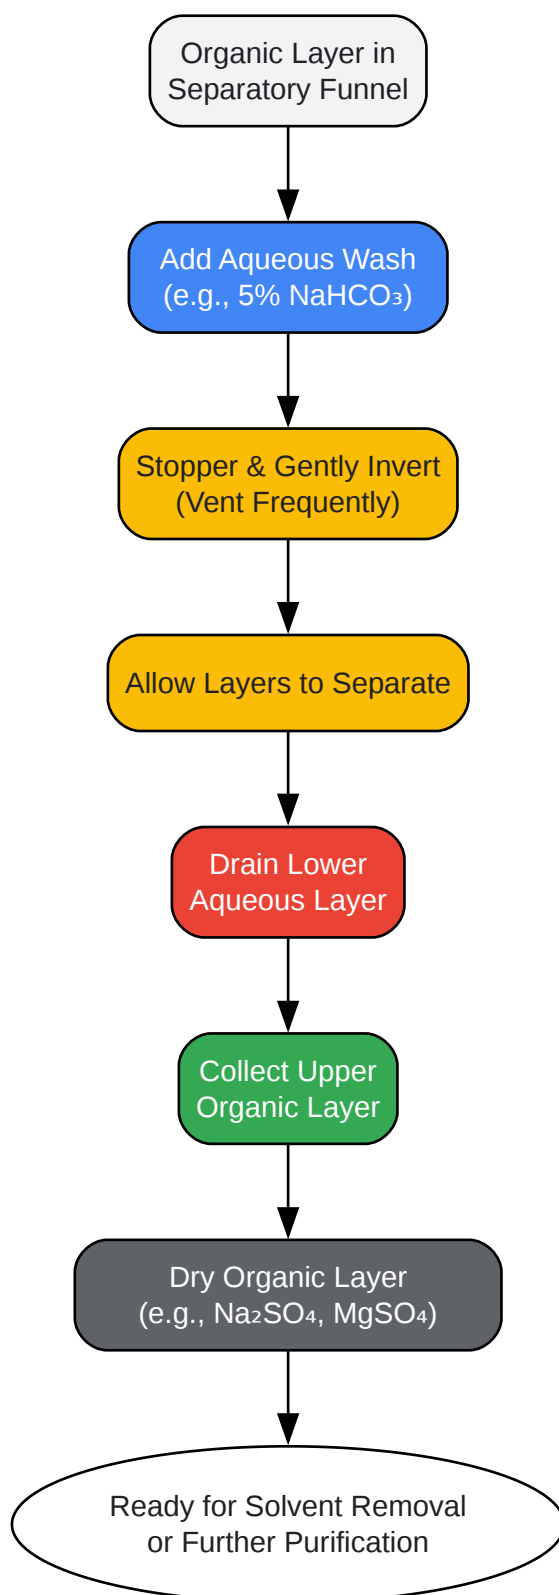 Organic Layer in
Separatory Funnel
Add Aqueous Wash
(e.g., 5% NaHCO₃)
Stopper & Gently Invert
(Vent Frequently)
Allow Layers to Separate
Drain Lower
Aqueous Layer
Collect Upper
Organic Layer
Dry Organic Layer
(e.g., Na₂SO₄, MgSO₄)
Ready for Solvent Removal
or Further Purification